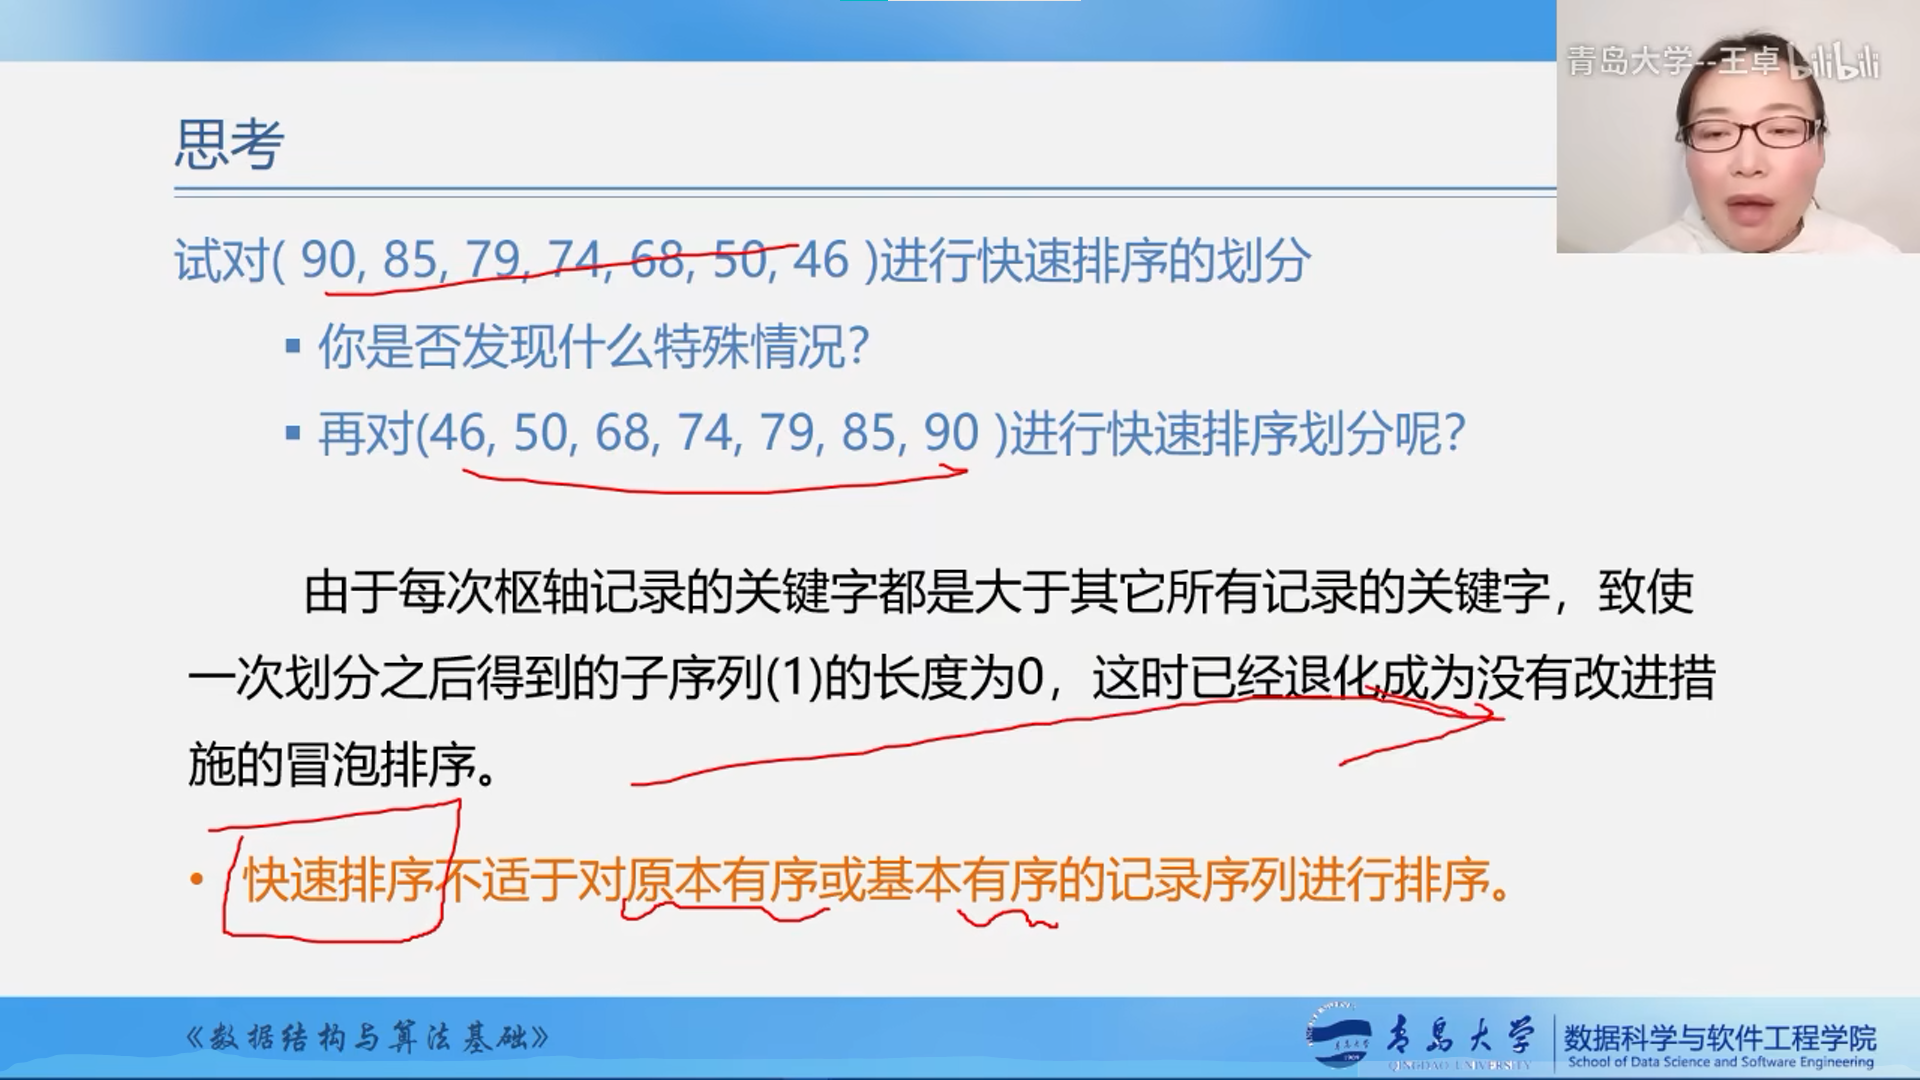 青岛大学--王卓 bilibili
思考
试对( 90, 85, 79, 74, 68, 50, 46 )进行快速排序的划分
▪ 你是否发现什么特殊情况？
▪ 再对(46, 50, 68, 74, 79, 85, 90 )进行快速排序划分呢？
由于每次枢轴记录的关键字都是大于其它所有记录的关键字，致使
一次划分之后得到的子序列(1)的长度为0，这时已经退化成为没有改进措
施的冒泡排序。
• 快速排序不适于对原本有序或基本有序的记录序列进行排序。
《数据结构与算法基础》
青岛大学
QINGDAO UNIVERSITY
数据科学与软件工程学院
School of Data Science and Software Engineering